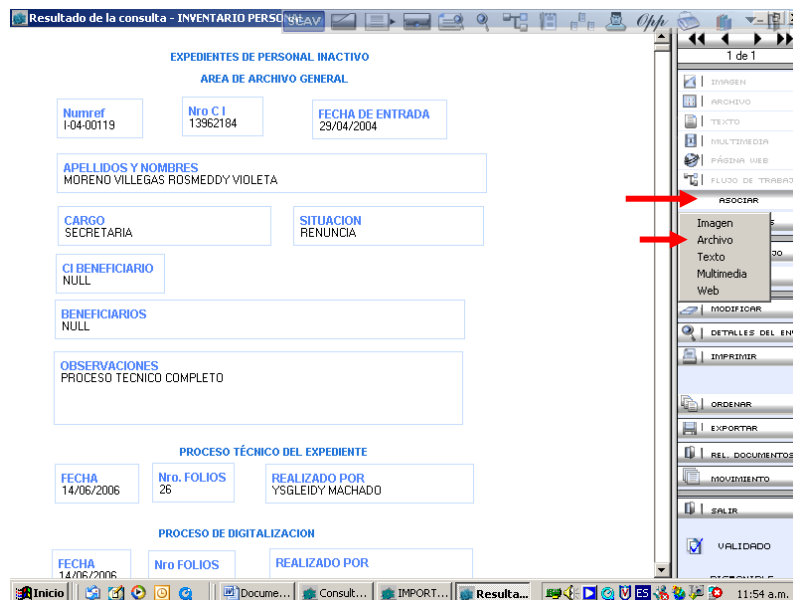 Resultado de la consulta - INVENTARIO PERSONAL
SEAV
Opp
EXPEDIENTES DE PERSONAL INACTIVO
AREA DE ARCHIVO GENERAL
Numref
I-04-00119
Nro C I
13962184
FECHA DE ENTRADA
29/04/2004
APELLIDOS Y NOMBRES
MORENO VILLEGAS ROSMEDDY VIOLETA
CARGO
SECRETARIA
SITUACION
RENUNCIA
CI BENEFICIARIO
NULL
BENEFICIARIOS
NULL
OBSERVACIONES
PROCESO TECNICO COMPLETO
PROCESO TÉCNICO DEL EXPEDIENTE
FECHA
14/06/2006
Nro. FOLIOS
26
REALIZADO POR
YSGLEIDY MACHADO
PROCESO DE DIGITALIZACION
FECHA
14/06/2006
Nro FOLIOS
REALIZADO POR
1 de 1
IMAGEN
ARCHIVO
TEXTO
MULTIMEDIA
PÁGINA WEB
FLUJO DE TRABAJ
ASOCIAR
Imagen
Archivo
Texto
Multimedia
Web
MODIFICAR
DETALLES DEL EN
IMPRIMIR
ORDENAR
EXPORTAR
REL. DOCUMENTOS
MOVIMIENTO
SALIR
VALIDADO
DISPONIBLE
Inicio
Docume...
Consult...
IMPORT...
Resulta...
ES
11:54 a.m.